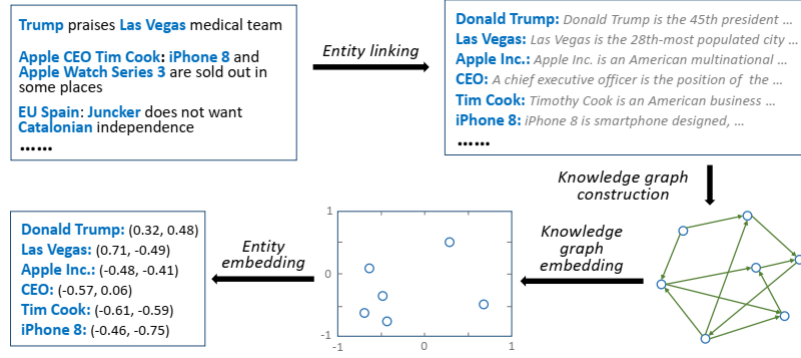 Trump praises Las Vegas medical team
Apple CEO Tim Cook: iPhone 8 and
Apple Watch Series 3 are sold out in
some places
EU Spain: Juncker does not want
Catalonian independence
......
Entity linking
Donald Trump: Donald Trump is the 45th president ...
Las Vegas: Las Vegas is the 28th-most populated city ...
Apple Inc.: Apple Inc. is an American multinational ...
CEO: A chief executive officer is the position of the ...
Tim Cook: Timothy Cook is an American business ...
iPhone 8: iPhone 8 is smartphone designed, ...
......
Knowledge graph
construction
Knowledge
graph
embedding
1
0
-1
-1
0
1
Entity
embedding
Donald Trump: (0.32, 0.48)
Las Vegas: (0.71, -0.49)
Apple Inc.: (-0.48, -0.41)
CEO: (-0.57, 0.06)
Tim Cook: (-0.61, -0.59)
iPhone 8: (-0.46, -0.75)